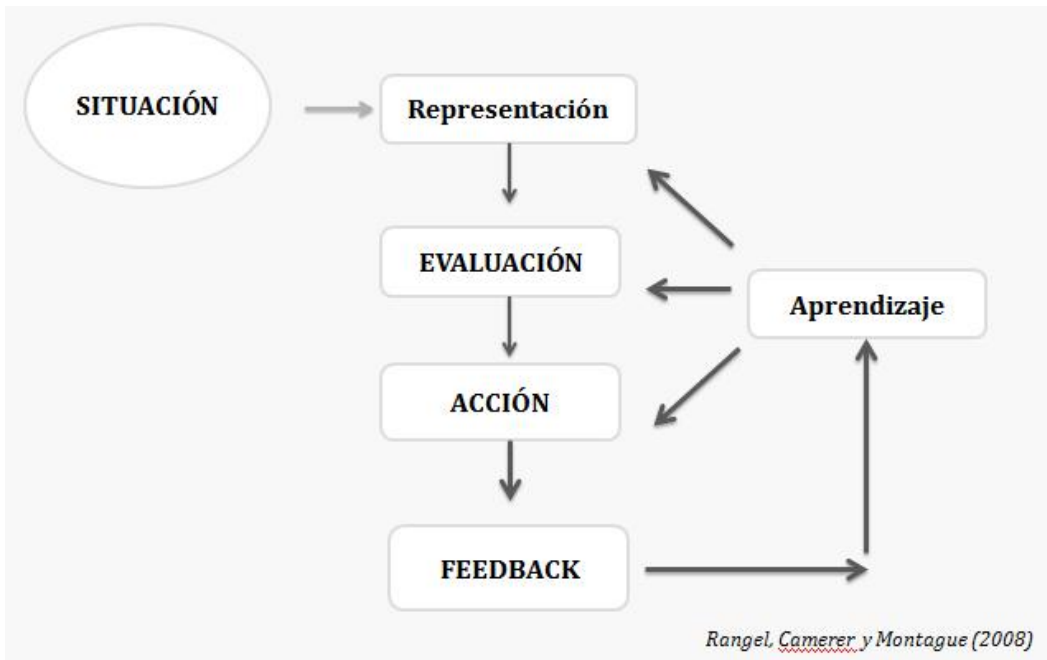 SITUACIÓN
Representación
EVALUACIÓN
Aprendizaje
ACCIÓN
FEEDBACK
Rangel, Camerer y Montague (2008)